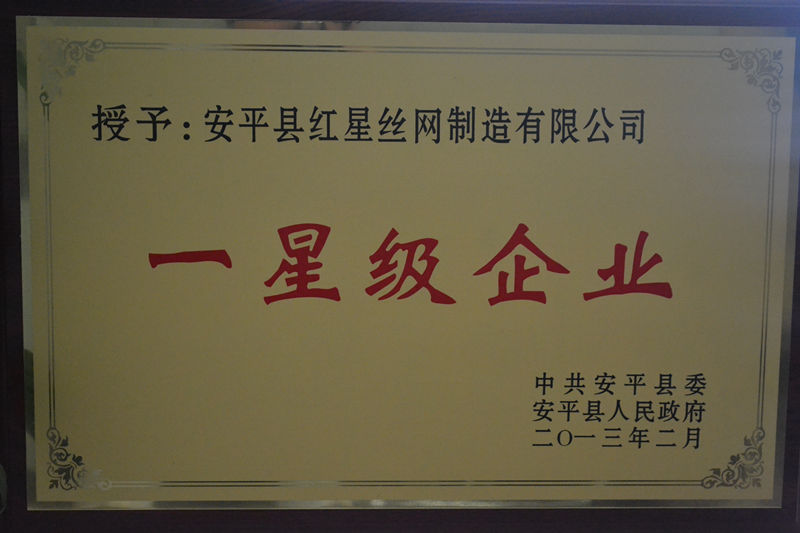 授予：安平县红星丝网制造有限公司
一星级企业
中共安平县委
安平县人民政府
二〇一三年二月